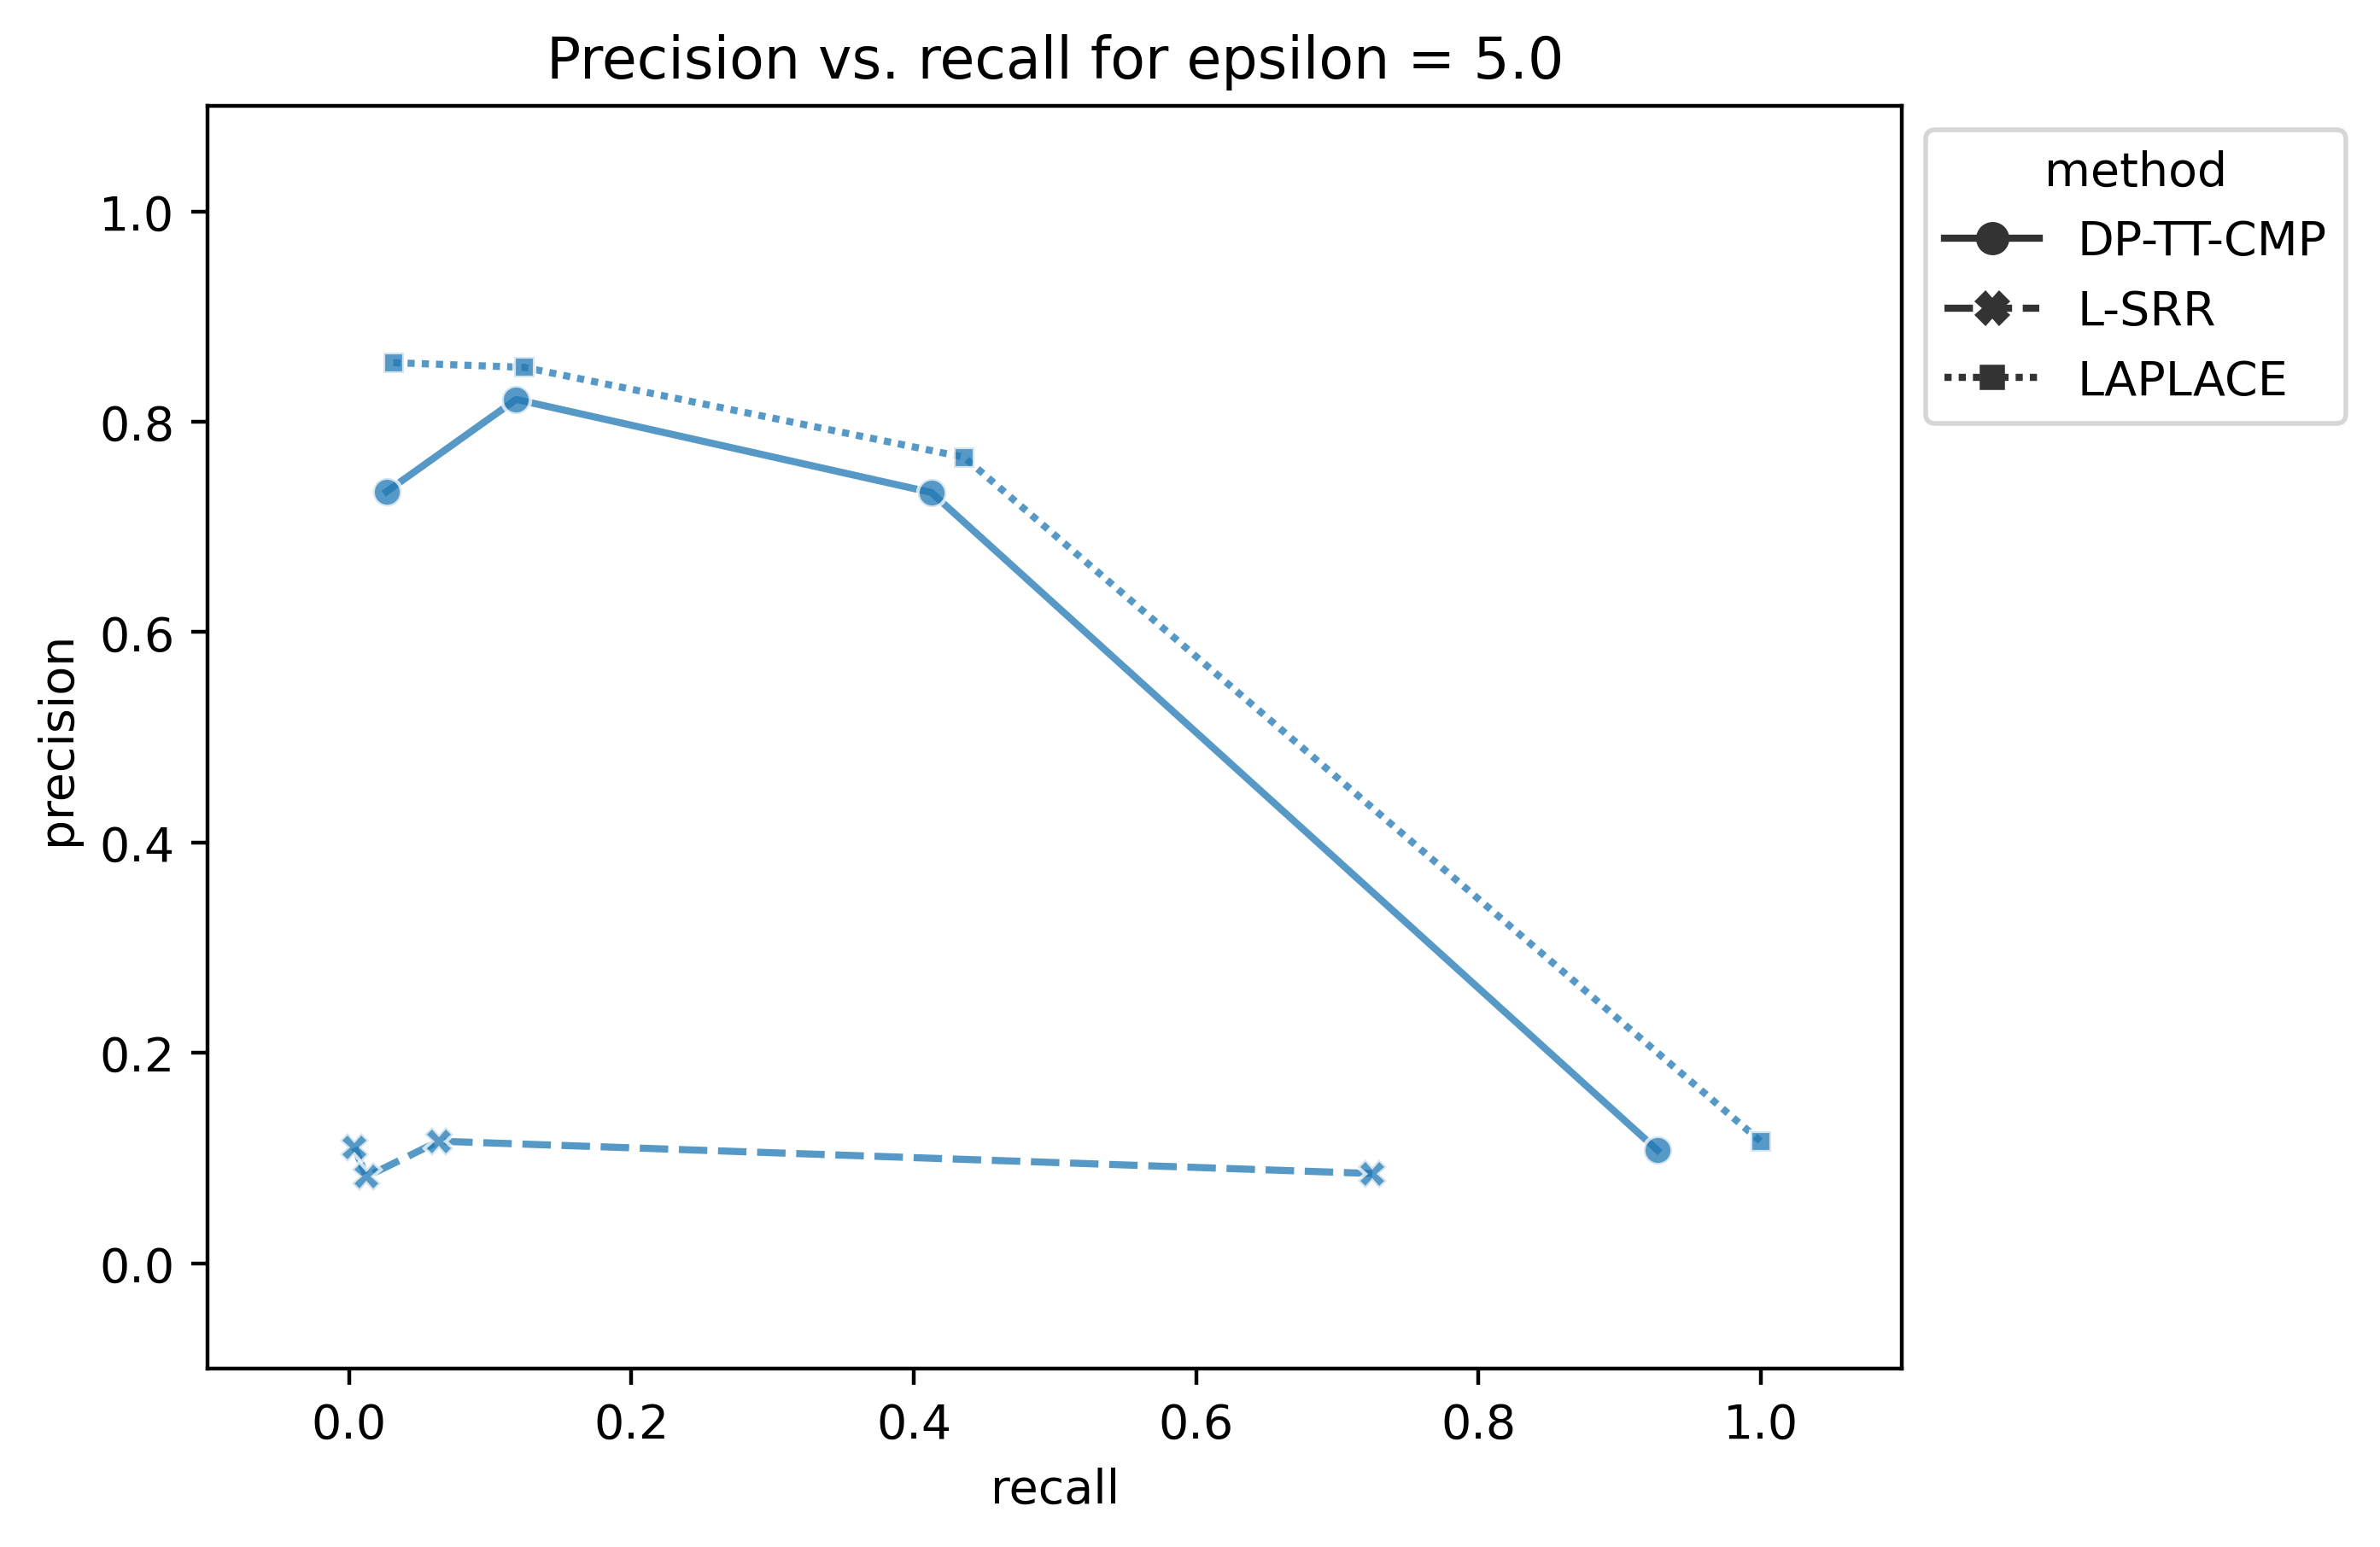 Precision vs. recall for epsilon = 5.0
method
DP-TT-CMP
L-SRR
LAPLACE
precision
1.0
0.8
0.6
0.4
0.2
0.0
0.0 0.2 0.4 0.6 0.8 1.0
recall